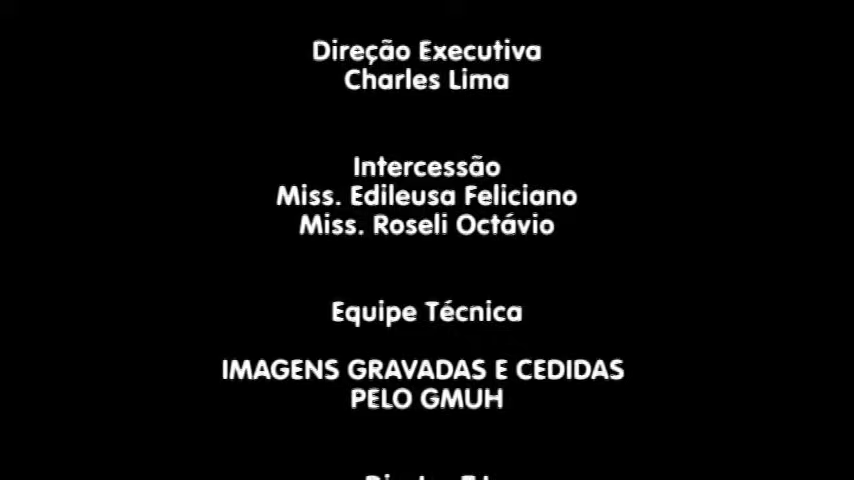 Direção Executiva
Charles Lima
Intercessão
Miss. Edileusa Feliciano
Miss. Roseli Octávio
Equipe Técnica
IMAGENS GRAVADAS E CEDIDAS
PELO GMUH